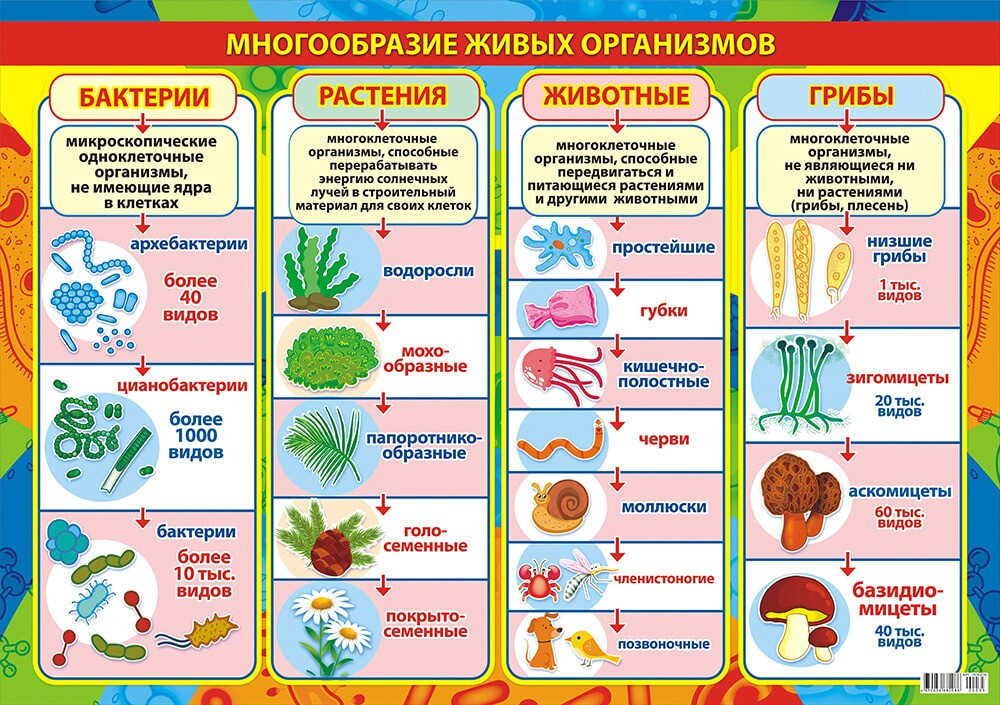 МНОГООБРАЗИЕ ЖИВЫХ ОРГАНИЗМОВ
БАКТЕРИИ
микроскопические
одноклеточные
организмы,
не имеющие ядра
в клетках
архебактерии
более
40
видов
цианобактерии
более
1000
видов
бактерии
более
10 тыс.
видов
РАСТЕНИЯ
многоклеточные
организмы, способные
перерабатывать
энергию солнечных
лучей в строительный
материал для своих клеток
водоросли
мохо-
образные
папоротнико-
образные
голо-
семенные
покрыто-
семенные
ЖИВОТНЫЕ
многоклеточные
организмы, способные
передвигаться и
питающиеся растениями
и другими животными
простейшие
губки
кишечно-
полостные
черви
моллюски
членистоногие
позвоночные
ГРИБЫ
многоклеточные
организмы,
не являющиеся ни
животными,
ни растениями
(грибы, плесень)
низшие
грибы
1 тыс.
видов
зигомицеты
20 тыс.
видов
аскомицеты
60 тыс.
видов
базидио-
мицеты
40 тыс.
видов